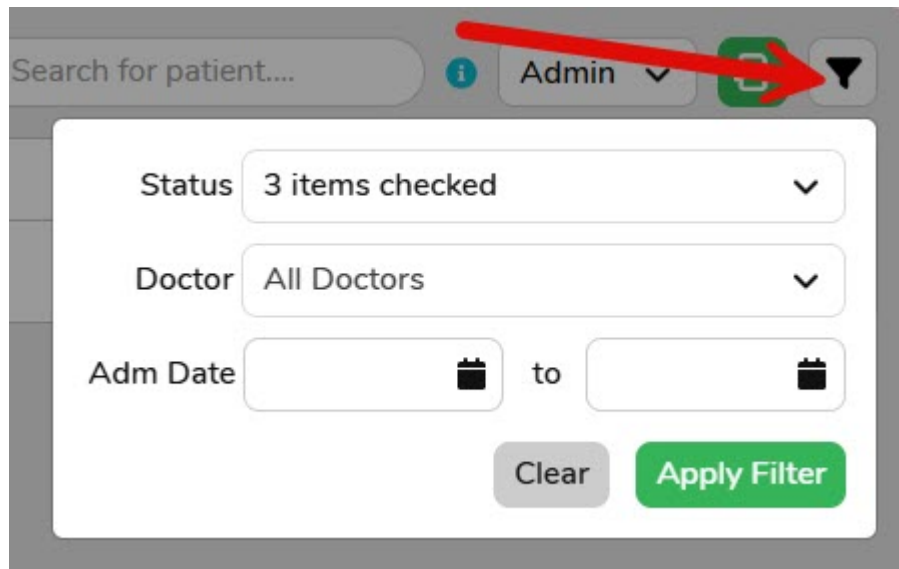 Search for patient.... Admin
Status 3 items checked
Doctor All Doctors
Adm Date to
Clear Apply Filter